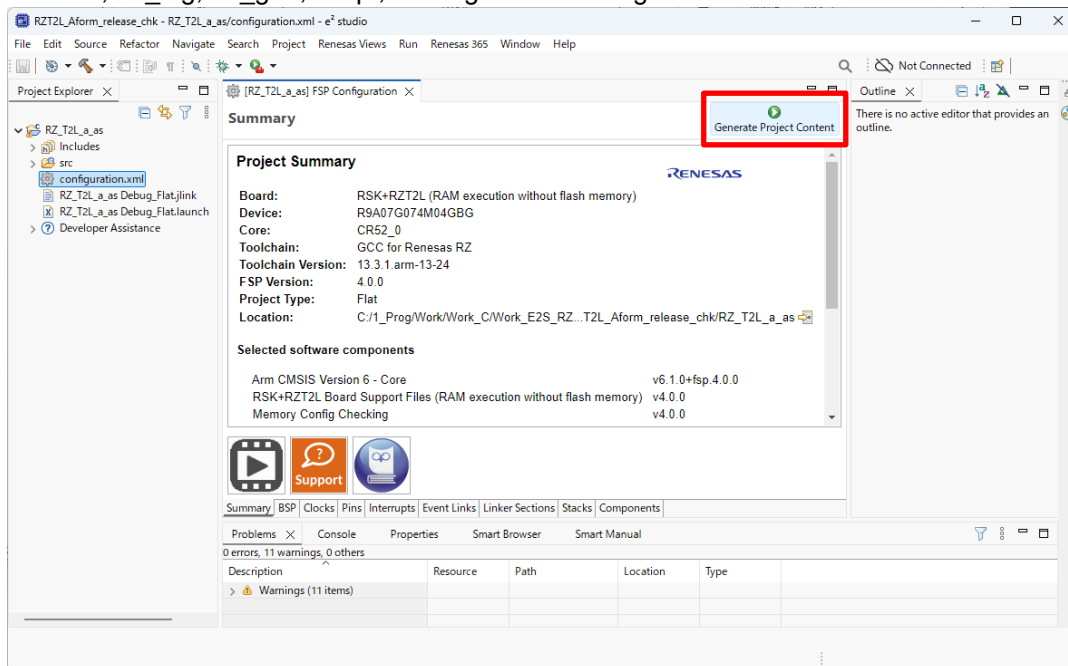 RZT2L_Aform_release_chk - RZ_T2L_a_as/configuration.xml - e² studio
File Edit Source Refactor Navigate Search Project Renesas Views Run Renesas 365 Window Help
Not Connected
Project Explorer
[RZ_T2L_a_as] FSP Configuration
Outline
RZ_T2L_a_as
Includes
src
configuration.xml
RZ_T2L_a_as Debug_Flat.jlink
RZ_T2L_a_as Debug_Flat.launch
Developer Assistance
Summary
Generate Project Content
There is no active editor that provides an
outline.
Project Summary
RENESAS
Board: RSK+RZT2L (RAM execution without flash memory)
Device: R9A07G074M04GBG
Core: CR52_0
Toolchain: GCC for Renesas RZ
Toolchain Version: 13.3.1.arm-13-24
FSP Version: 4.0.0
Project Type: Flat
Location: C:/1_Prog/Work/Work_C/Work_E2S_RZ...T2L_Aform_release_chk/RZ_T2L_a_as
Selected software components
Arm CMSIS Version 6 - Core v6.1.0+fsp.4.0.0
RSK+RZT2L Board Support Files (RAM execution without flash memory) v4.0.0
Memory Config Checking v4.0.0
Support
Summary BSP Clocks Pins Interrupts Event Links Linker Sections Stacks Components
Problems Console Properties Smart Browser Smart Manual
0 errors, 11 warnings, 0 others
Description Resource Path Location Type
Warnings (11 items)